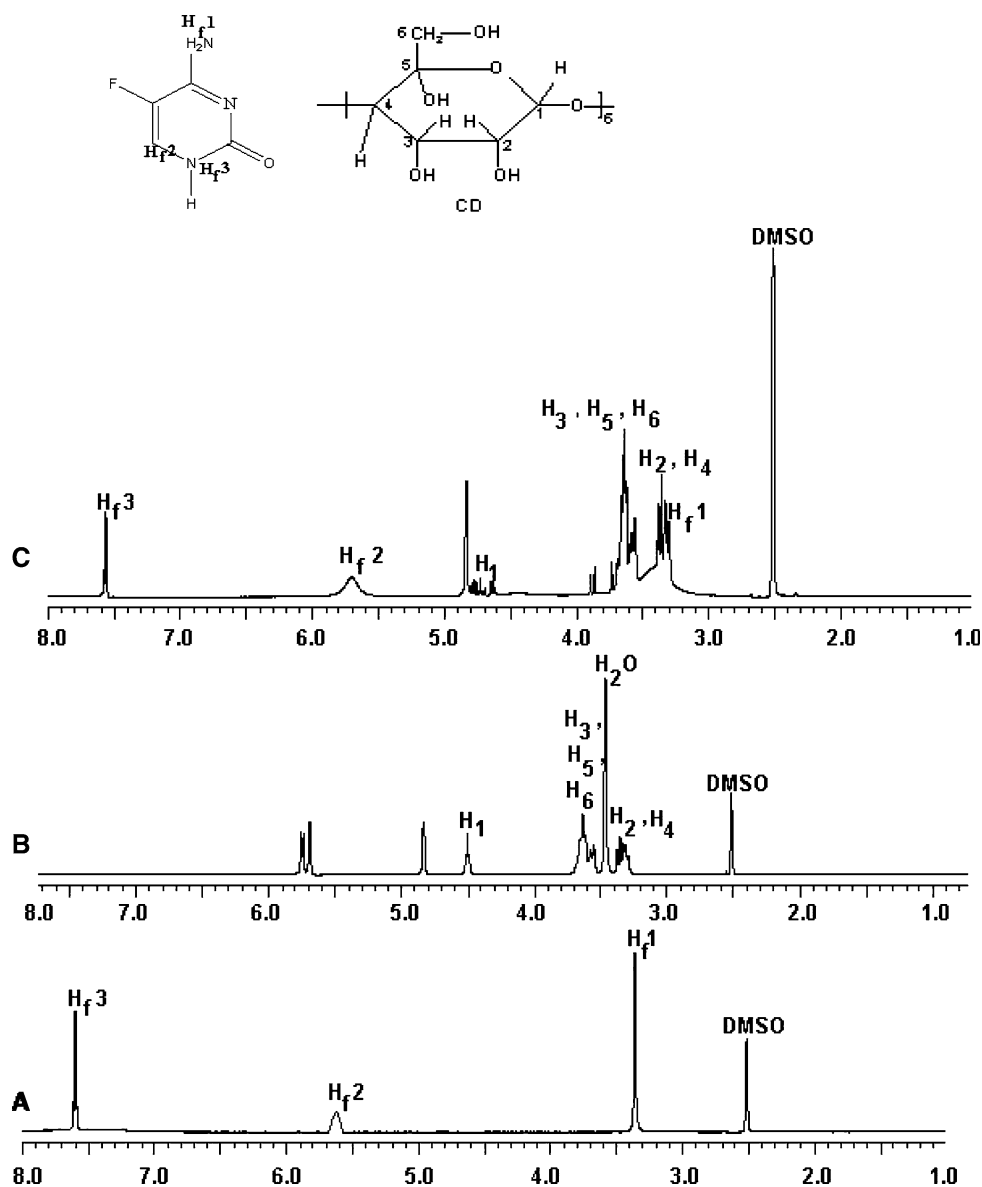 Hf1
H2N
F
N
Hf2
N
Hf3
O
H
6 CH2—OH
5
O
H
OH
4
H
H
1
O
]6
3
2
H
OH
OH
CD
DMSO
H3 , H5 , H6
H2 , H4
Hf1
Hf3
Hf2
H1
C
8.0 7.0 6.0 5.0 4.0 3.0 2.0 1.0
H2O
H3 ,
H5,
H6
DMSO
H1
H2 ,H4
B
8.0 7.0 6.0 5.0 4.0 3.0 2.0 1.0
Hf1
Hf3
DMSO
Hf2
A
8.0 7.0 6.0 5.0 4.0 3.0 2.0 1.0